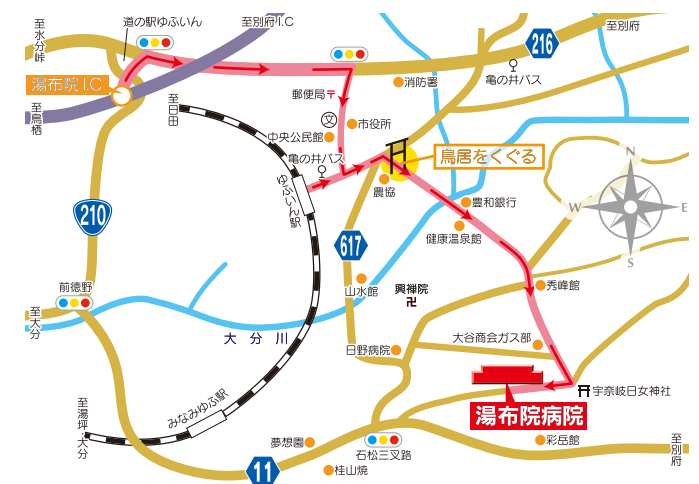 道の駅ゆふいん
至別府I.C
至別府
至水分峠
216
湯布院 I.C
消防署
亀の井バス
郵便局〒
至日田
至鳥栖
文
市役所
中央公民館
亀の井バス
鳥居をくぐる
N
ゆふいん駅
農協
豊和銀行
W
E
210
健康温泉館
617
S
前徳野
山水館
興禅院
卍
秀峰館
至大分
大分川
日野病院
大谷商会ガス部
宇奈岐日女神社
みなみゆふ駅
至湯坪・大分
湯布院病院
夢想園
石松三叉路
彩岳館
至別府
11
桂山焼